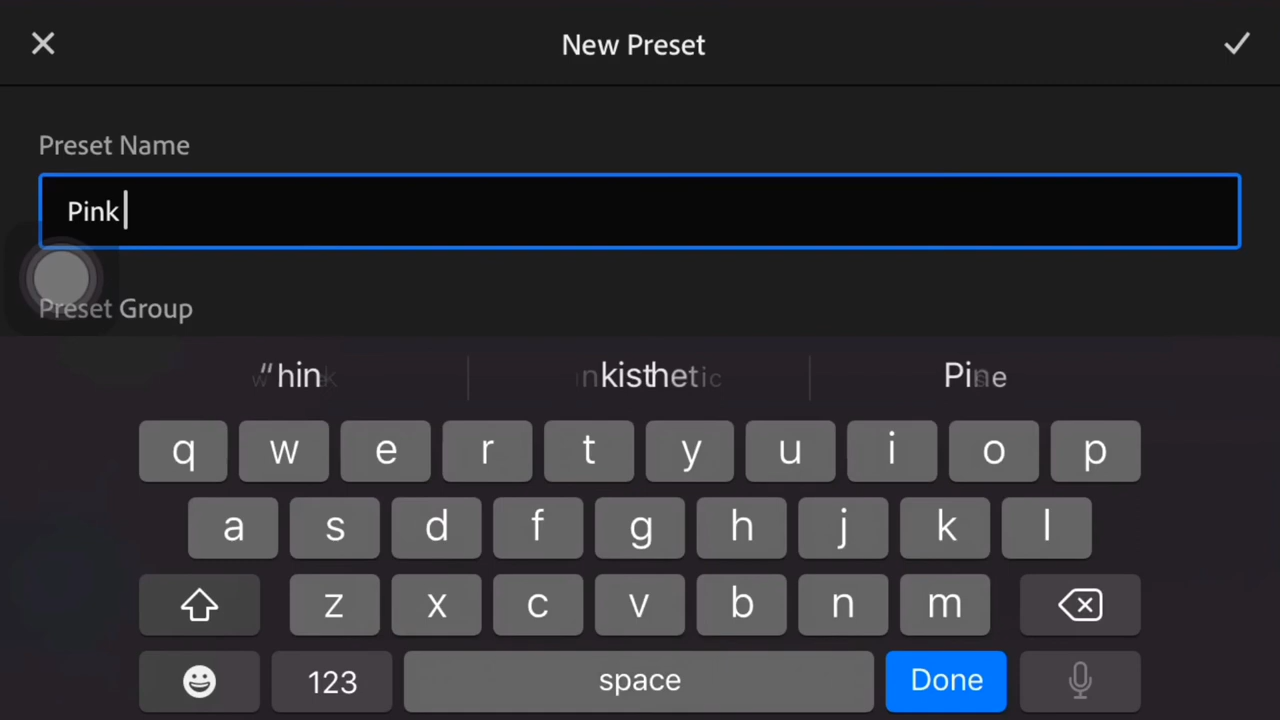 New Preset
Preset Name
Pink
Preset Group
q w e r t y u i o p
a s d f g h j k l
z x c v b n m
123 space Done